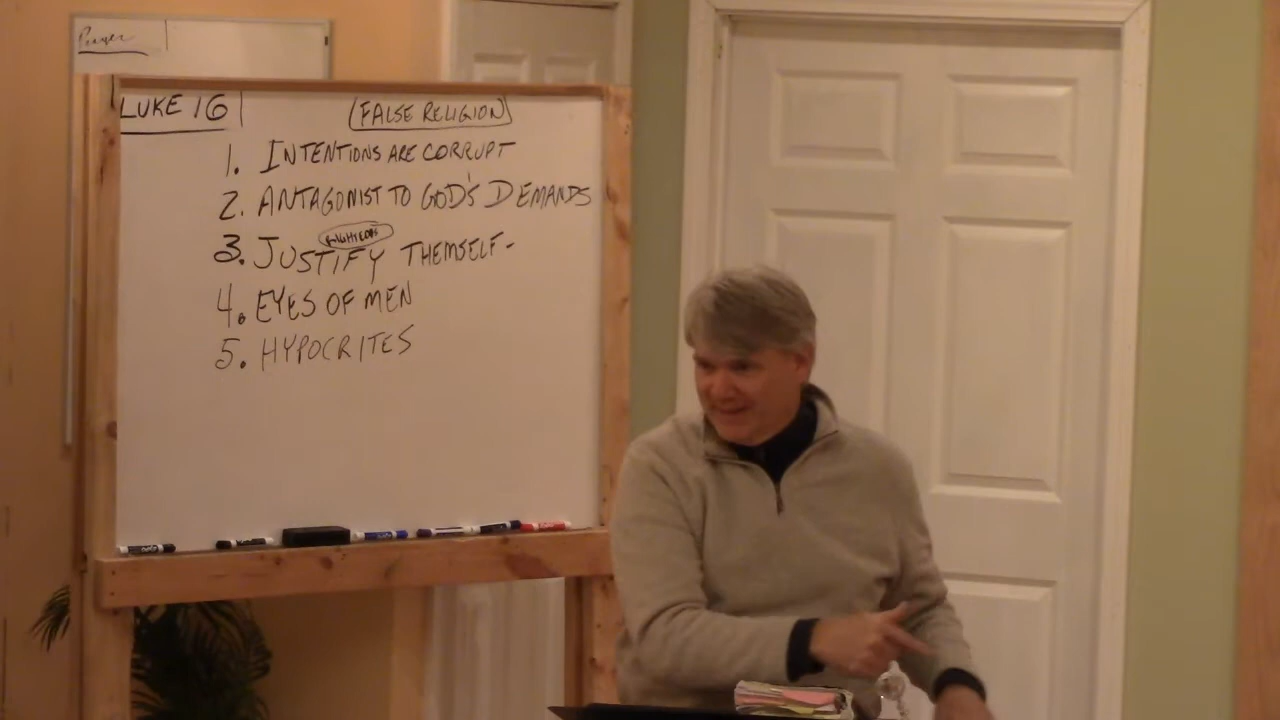 Prayer
LUKE 16
FALSE RELIGION
1. INTENTIONS ARE CORRUPT
2. ANTAGONIST TO GOD'S DEMANDS
RIGHTEOUS
3. JUSTIFY THEMSELF-
4. EYES OF MEN
5. HYPOCRITES